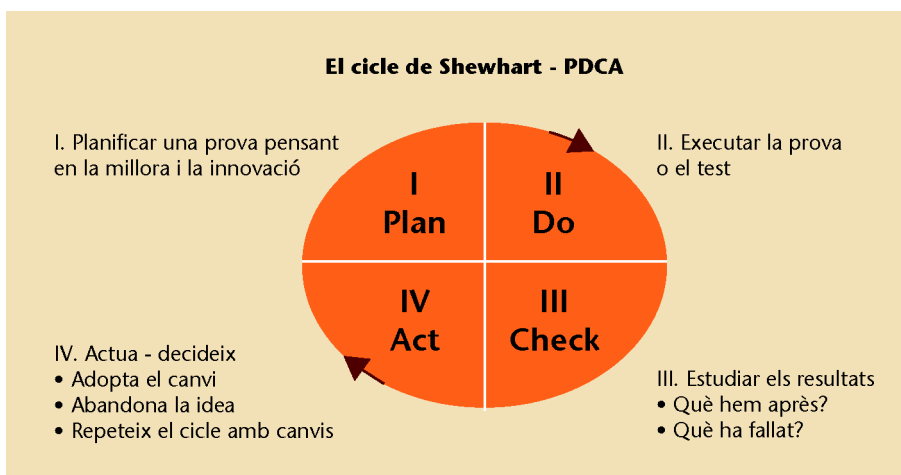 El cicle de Shewhart - PDCA
I. Planificar una prova pensant
en la millora i la innovació
I
Plan
II
Do
II. Executar la prova
o el test
IV
Act
III
Check
IV. Actua - decideix
• Adopta el canvi
• Abandona la idea
• Repeteix el cicle amb canvis
III. Estudiar els resultats
• Què hem après?
• Què ha fallat?